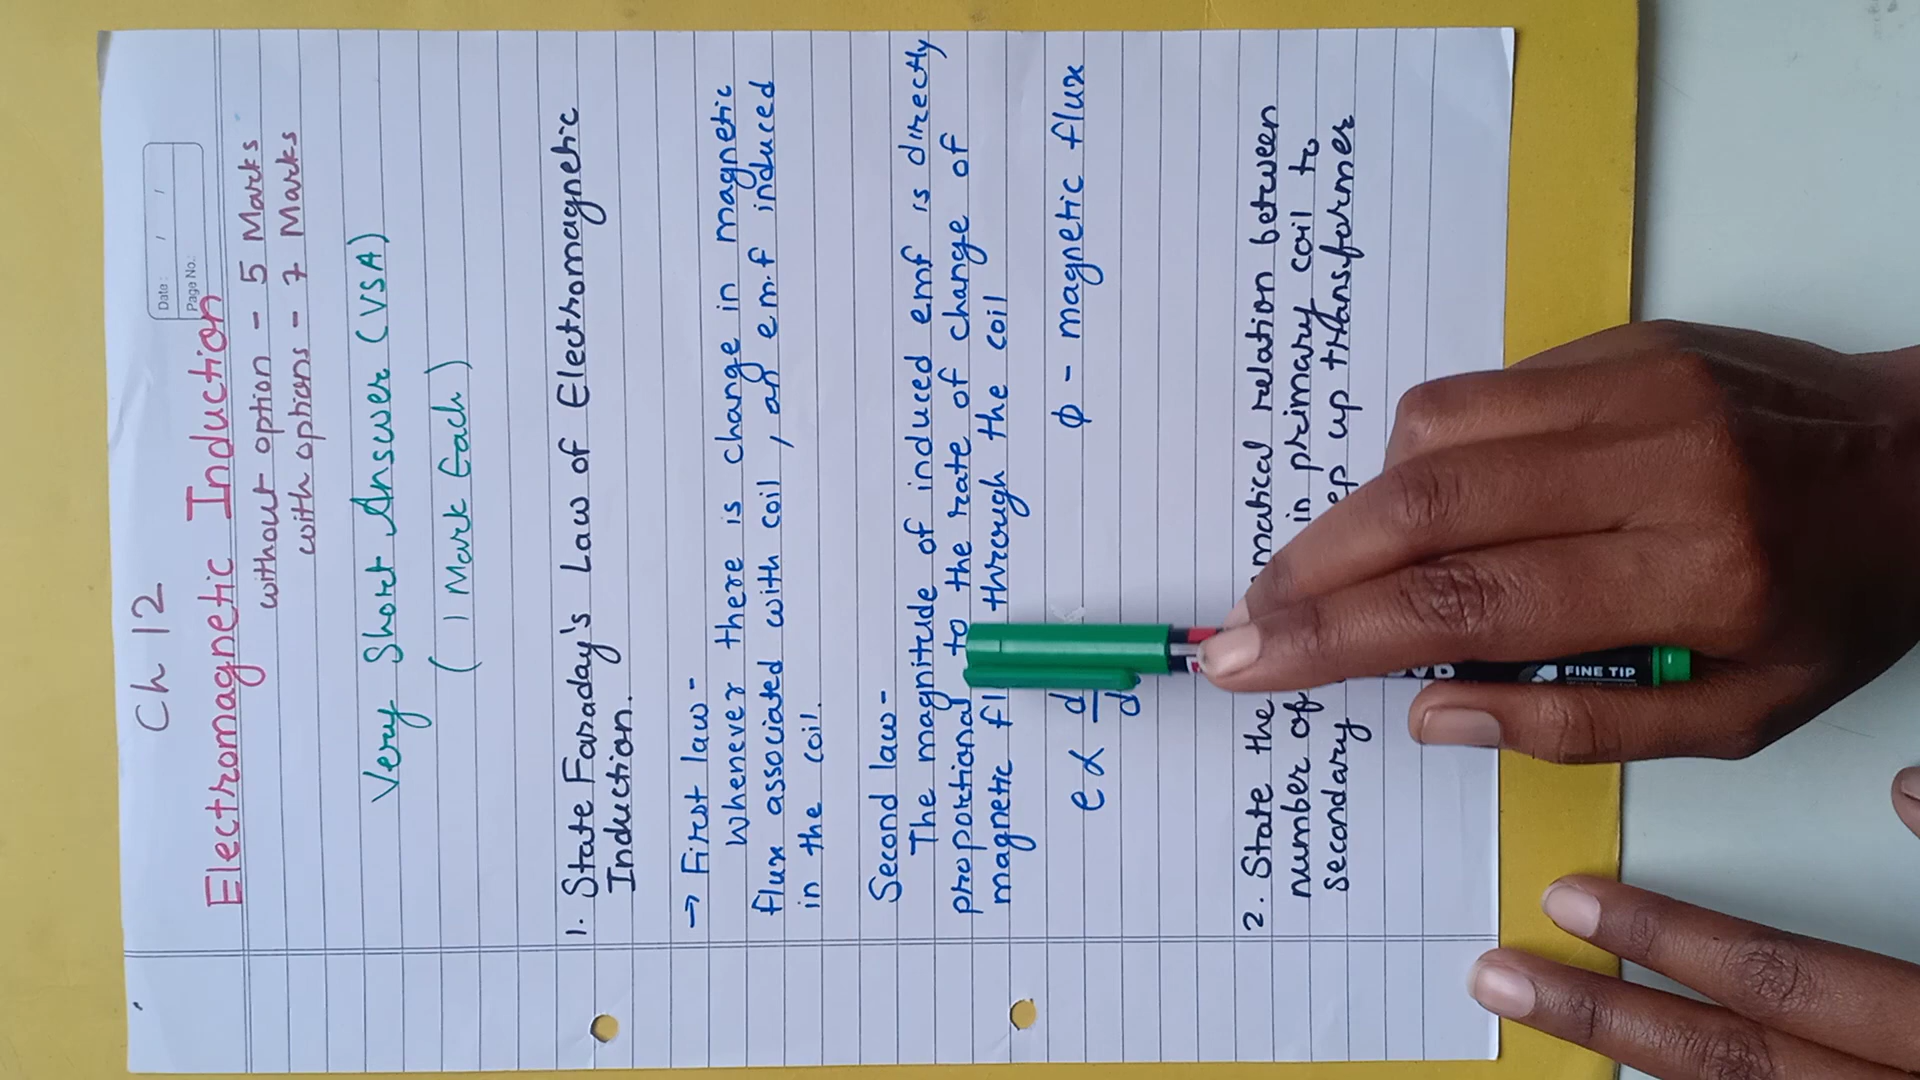 Date : / /
Page No.:
Ch 12
Electromagnetic Induction
without option - 5 Marks
with options - 7 Marks
Very Short Answer (VSA)
(1 Mark Each)
1. State Faraday's Law of Electromagnetic
Induction.
→ First law -
Whenever there is change in magnetic
flux associated with coil, an e.m.f induced
in the coil.
Second law -
The magnitude of induced emf is directly
proportional to the rate of change of
magnetic fl through the coil
e ∝ d
d
ϕ - magnetic flux
2. State the matical relation between
number of in primary coil to
secondary ep up transformer
FINE TIP